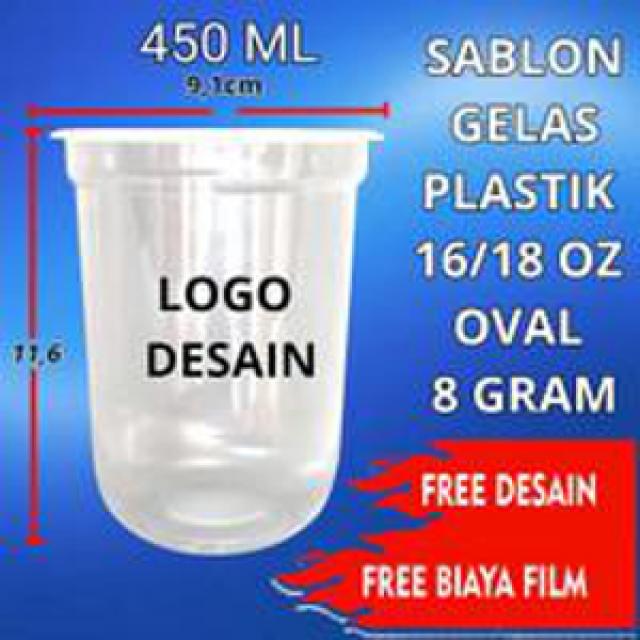 450 ML
9,1cm
11,6
LOGO
DESAIN
SABLON
GELAS
PLASTIK
16/18 OZ
OVAL
8 GRAM
FREE DESAIN
FREE BIAYA FILM